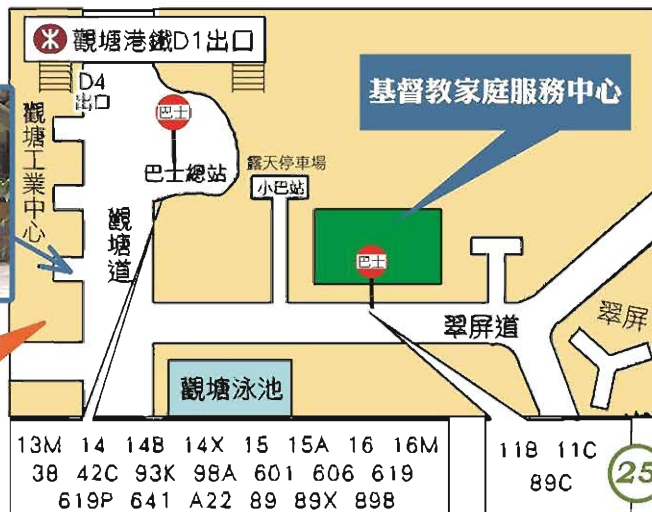 觀塘港鐵D1出口
D4
出口
巴士
巴士總站
觀塘工業中心
觀塘道
露天停車場
小巴站
基督教家庭服務中心
巴士
翠屏道
翠屏
觀塘泳池
13M 14 14B 14X 15 15A 16 16M
38 42C 93K 98A 601 606 619
619P 641 A22 89 89X 89B
11B 11C
89C
25